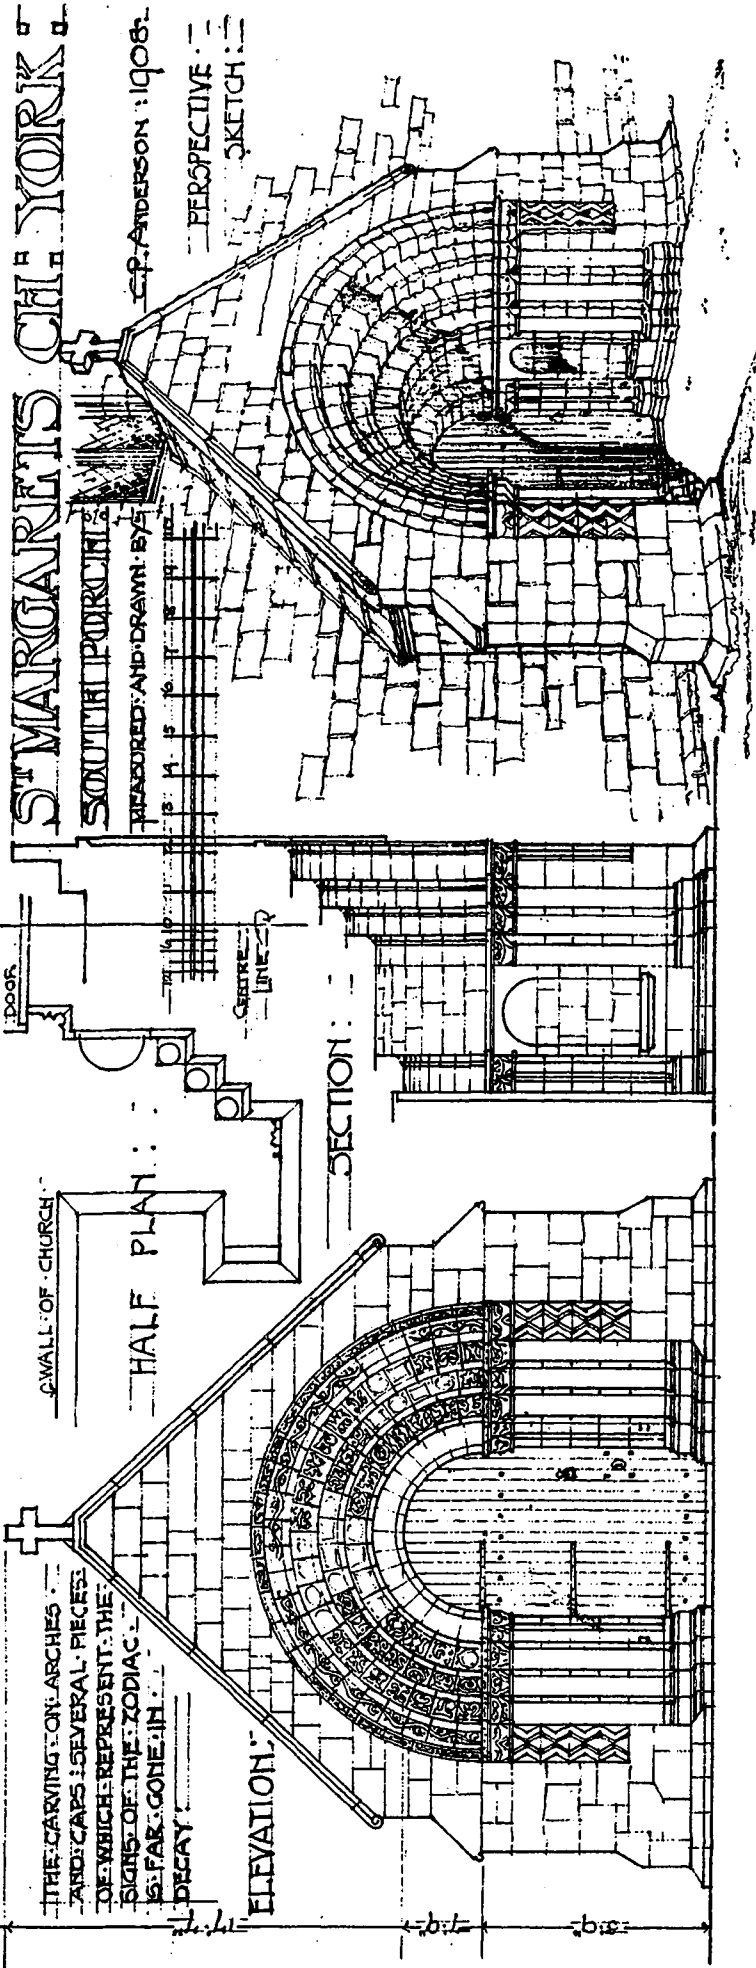 THE:CARVING:ON:ARCHES
AND:CAPS:SEVERAL:PIECES:
OF:WHICH:REPRESENT:THE
SIGNS:OF:THE:ZODIAC:
IS:FAR:GONE:IN
DECAY:
ELEVATION:
WALL:OF:CHURCH
HALF PLAN:
DOOR
CENTRE
LINE
SECTION:
ST MARGARETS CH: YORK:
SOUTH PORCH:
MEASURED:AND:DRAWN:BY:
C.P. ANDERSON:1908:
PERSPECTIVE:
SKETCH: